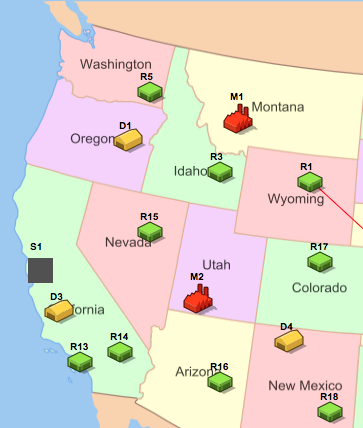 Washington
R5
M1
Montana
D1
Oregon
R3
Idaho
R1
Wyoming
R15
Nevada
S1
R17
Utah
Colorado
M2
D3
fornia
D4
R14
R13
R16
Arizon
New Mexico
R18